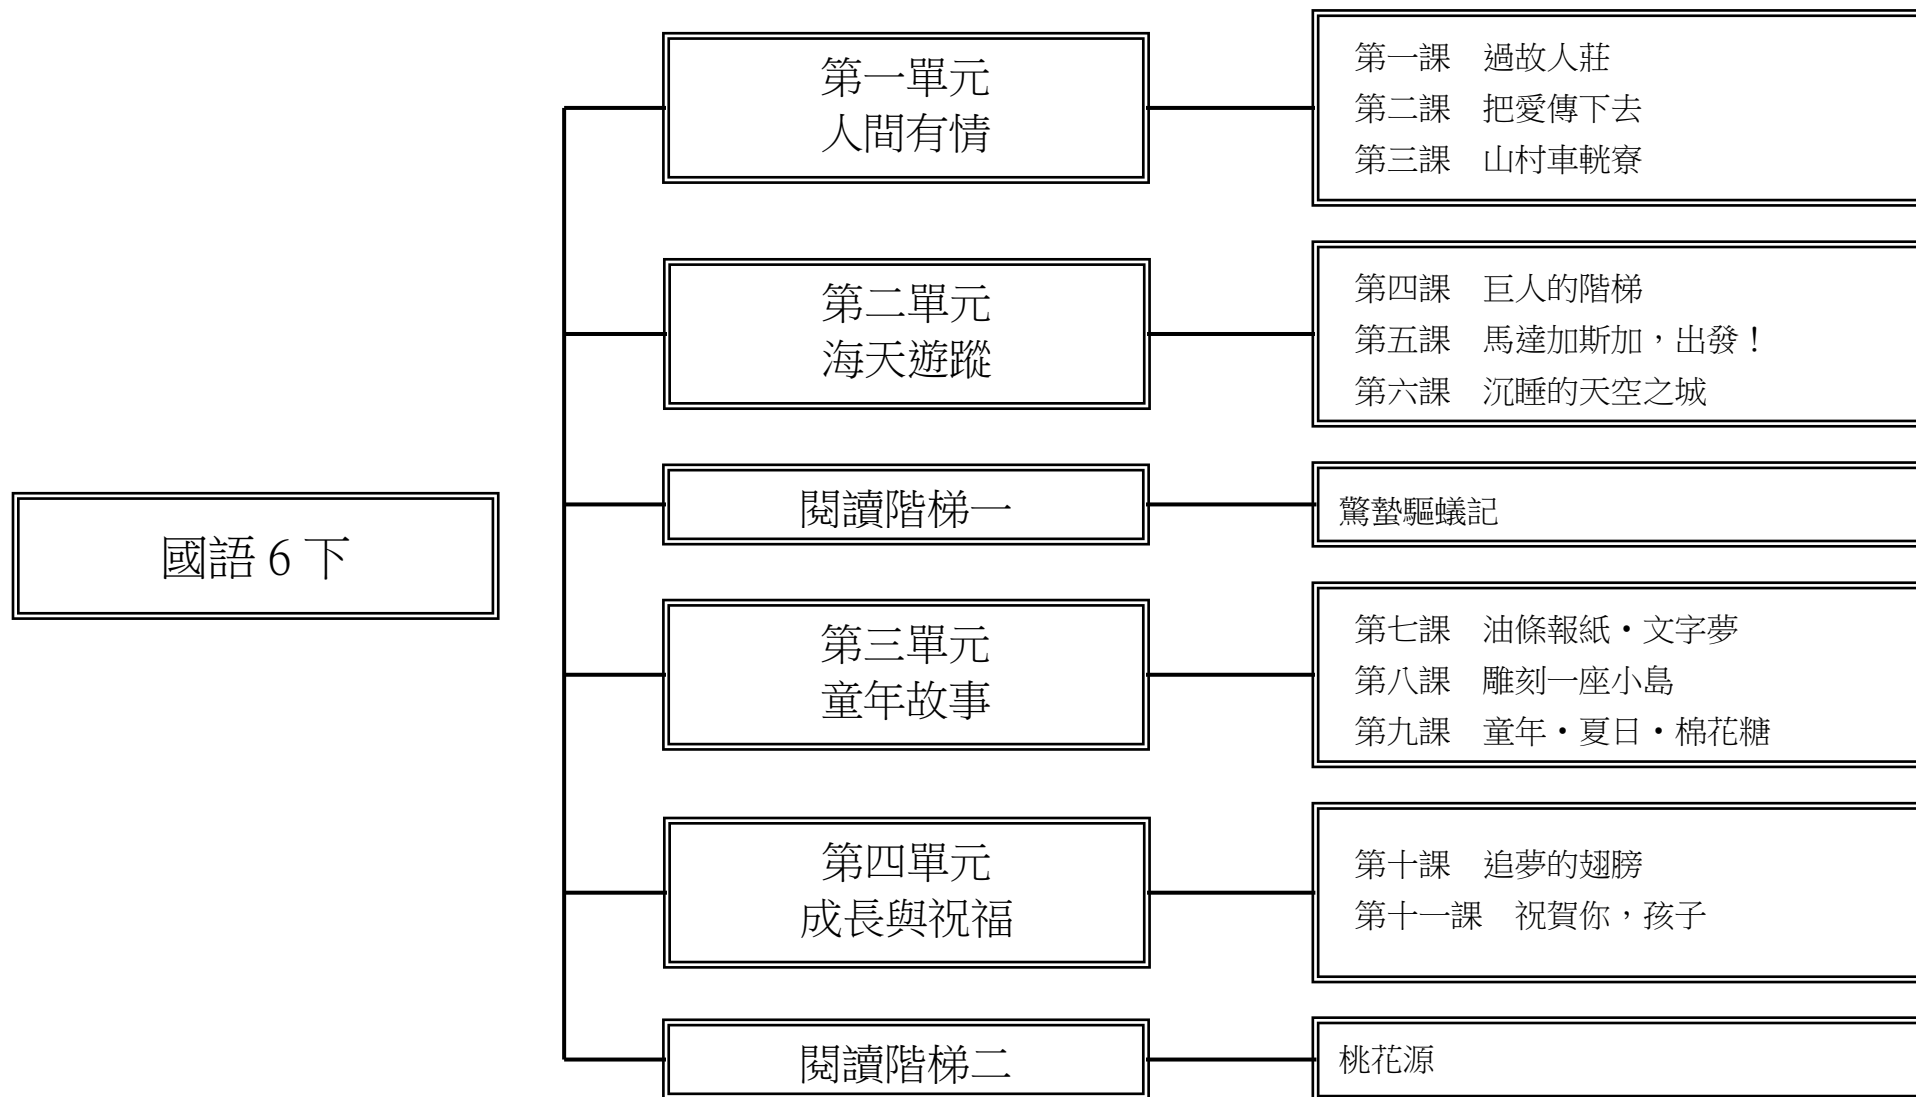 國語 6 下
第一單元
人間有情
第一課　過故人莊
第二課　把愛傳下去
第三課　山村車輄寮
第二單元
海天遊蹤
第四課　巨人的階梯
第五課　馬達加斯加，出發！
第六課　沉睡的天空之城
閱讀階梯一
驚蟄驅蟻記
第三單元
童年故事
第七課　油條報紙・文字夢
第八課　雕刻一座小島
第九課　童年・夏日・棉花糖
第四單元
成長與祝福
第十課　追夢的翅膀
第十一課　祝賀你，孩子
閱讀階梯二
桃花源